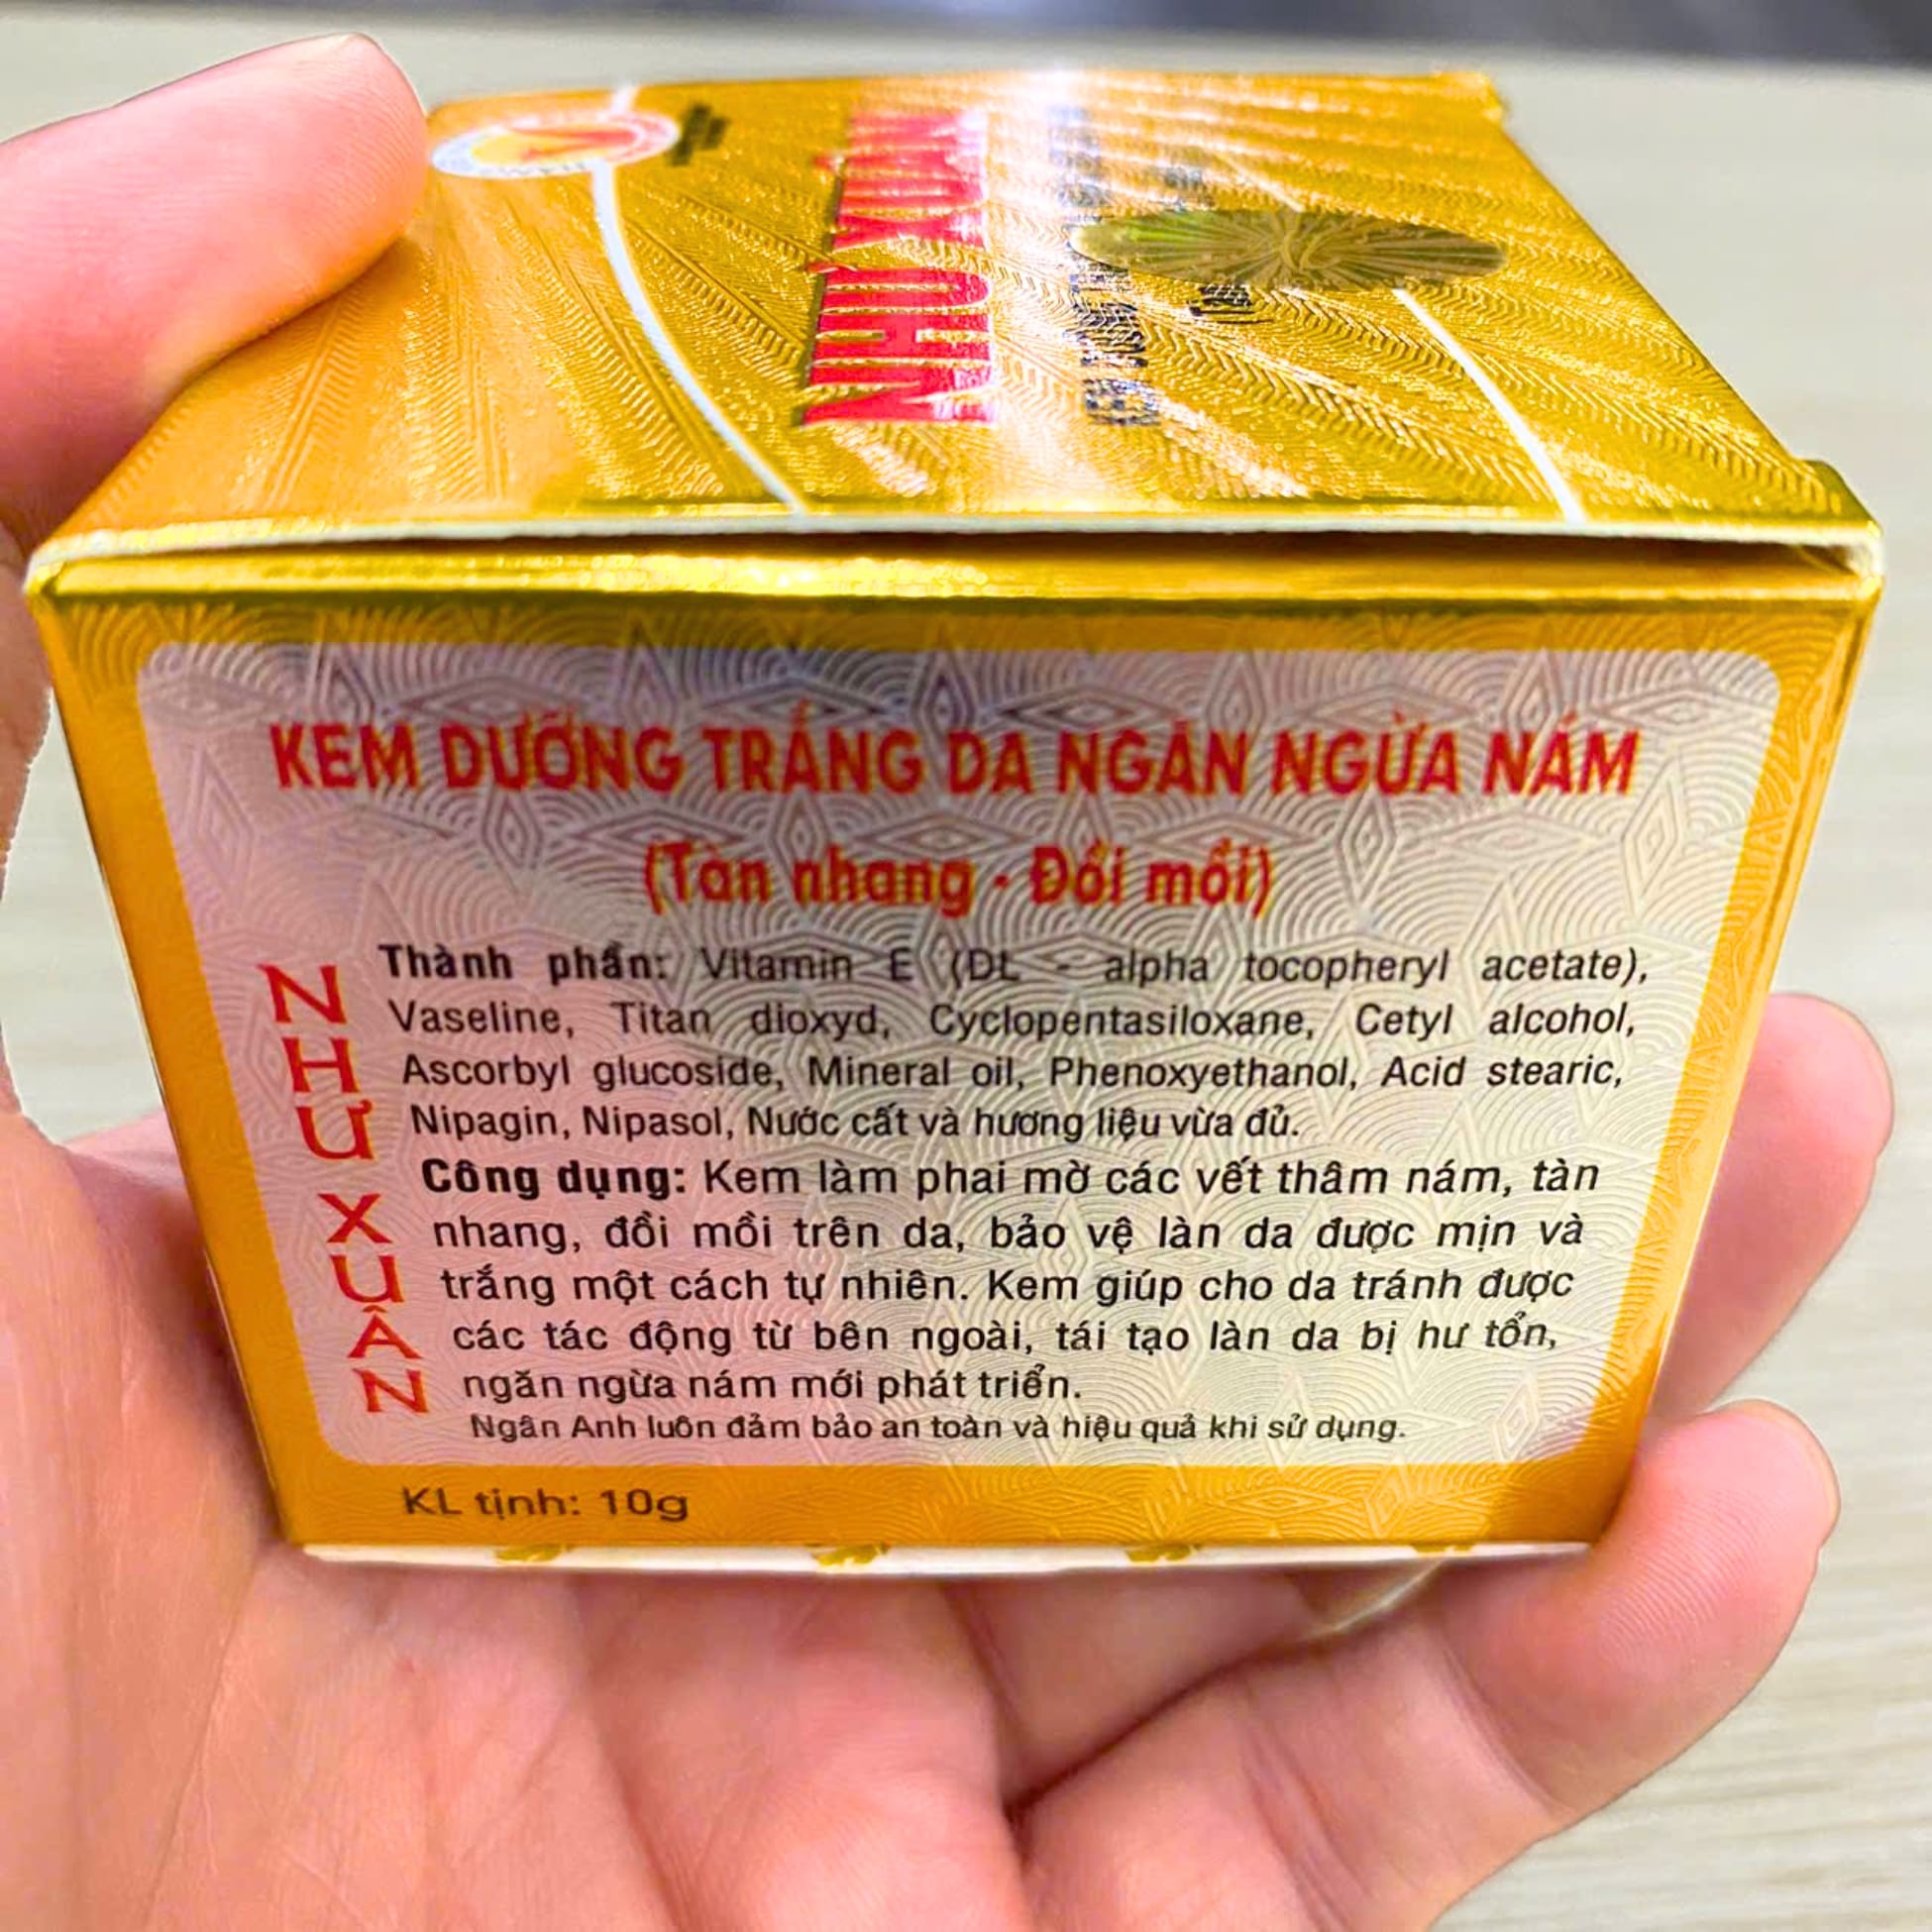 NHƯ XUÂN
KEM DƯỠNG TRẮNG DA NGĂN NGỪA NÁM
(Tàn nhang - Đồi mồi)
NHƯ XUÂN
Thành phần: Vitamin E (DL - alpha tocopheryl acetate),
Vaseline, Titan dioxyd, Cyclopentasiloxane, Cetyl alcohol,
Ascorbyl glucoside, Mineral oil, Phenoxyethanol, Acid stearic,
Nipagin, Nipasol, Nước cất và hương liệu vừa đủ.
Công dụng: Kem làm phai mờ các vết thâm nám, tàn
nhang, đồi mồi trên da, bảo vệ làn da được mịn và
trắng một cách tự nhiên. Kem giúp cho da tránh được
các tác động từ bên ngoài, tái tạo làn da bị hư tổn,
ngăn ngừa nám mới phát triển.
Ngân Anh luôn đảm bảo an toàn và hiệu quả khi sử dụng.
KL tịnh: 10g